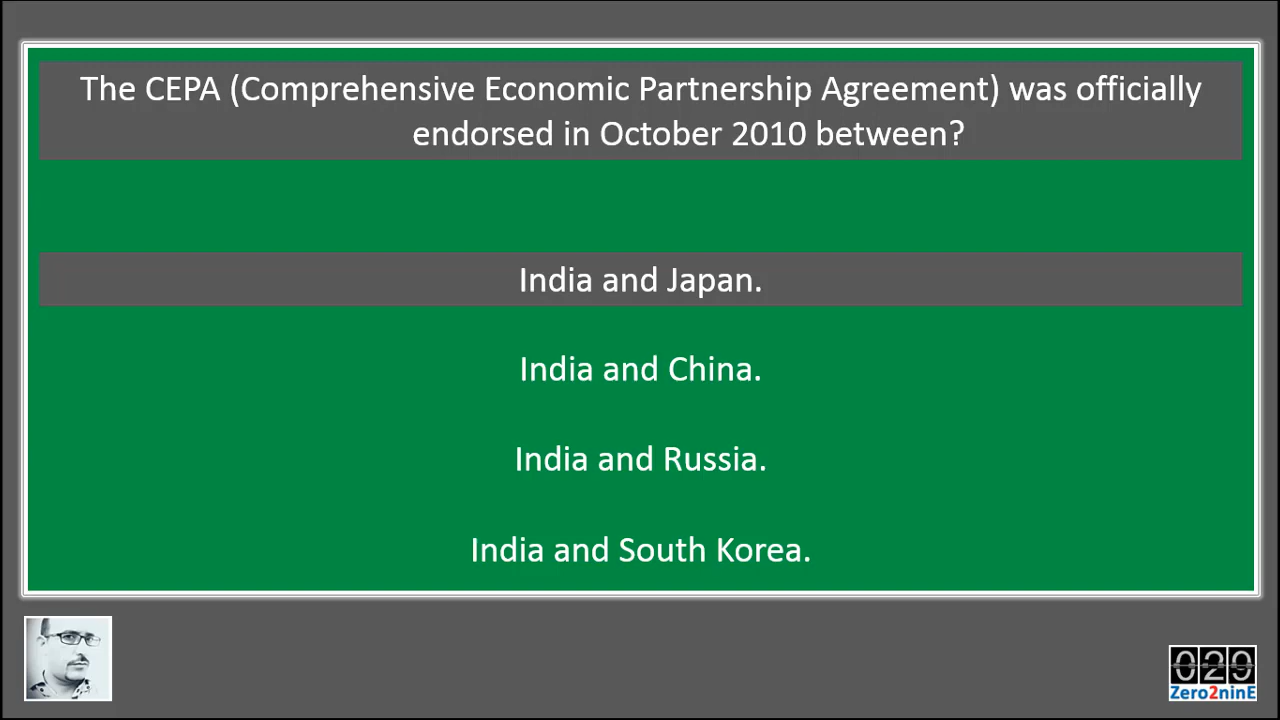 The CEPA (Comprehensive Economic Partnership Agreement) was officially
endorsed in October 2010 between?
India and Japan.
India and China.
India and Russia.
India and South Korea.
029
Zero2ninE